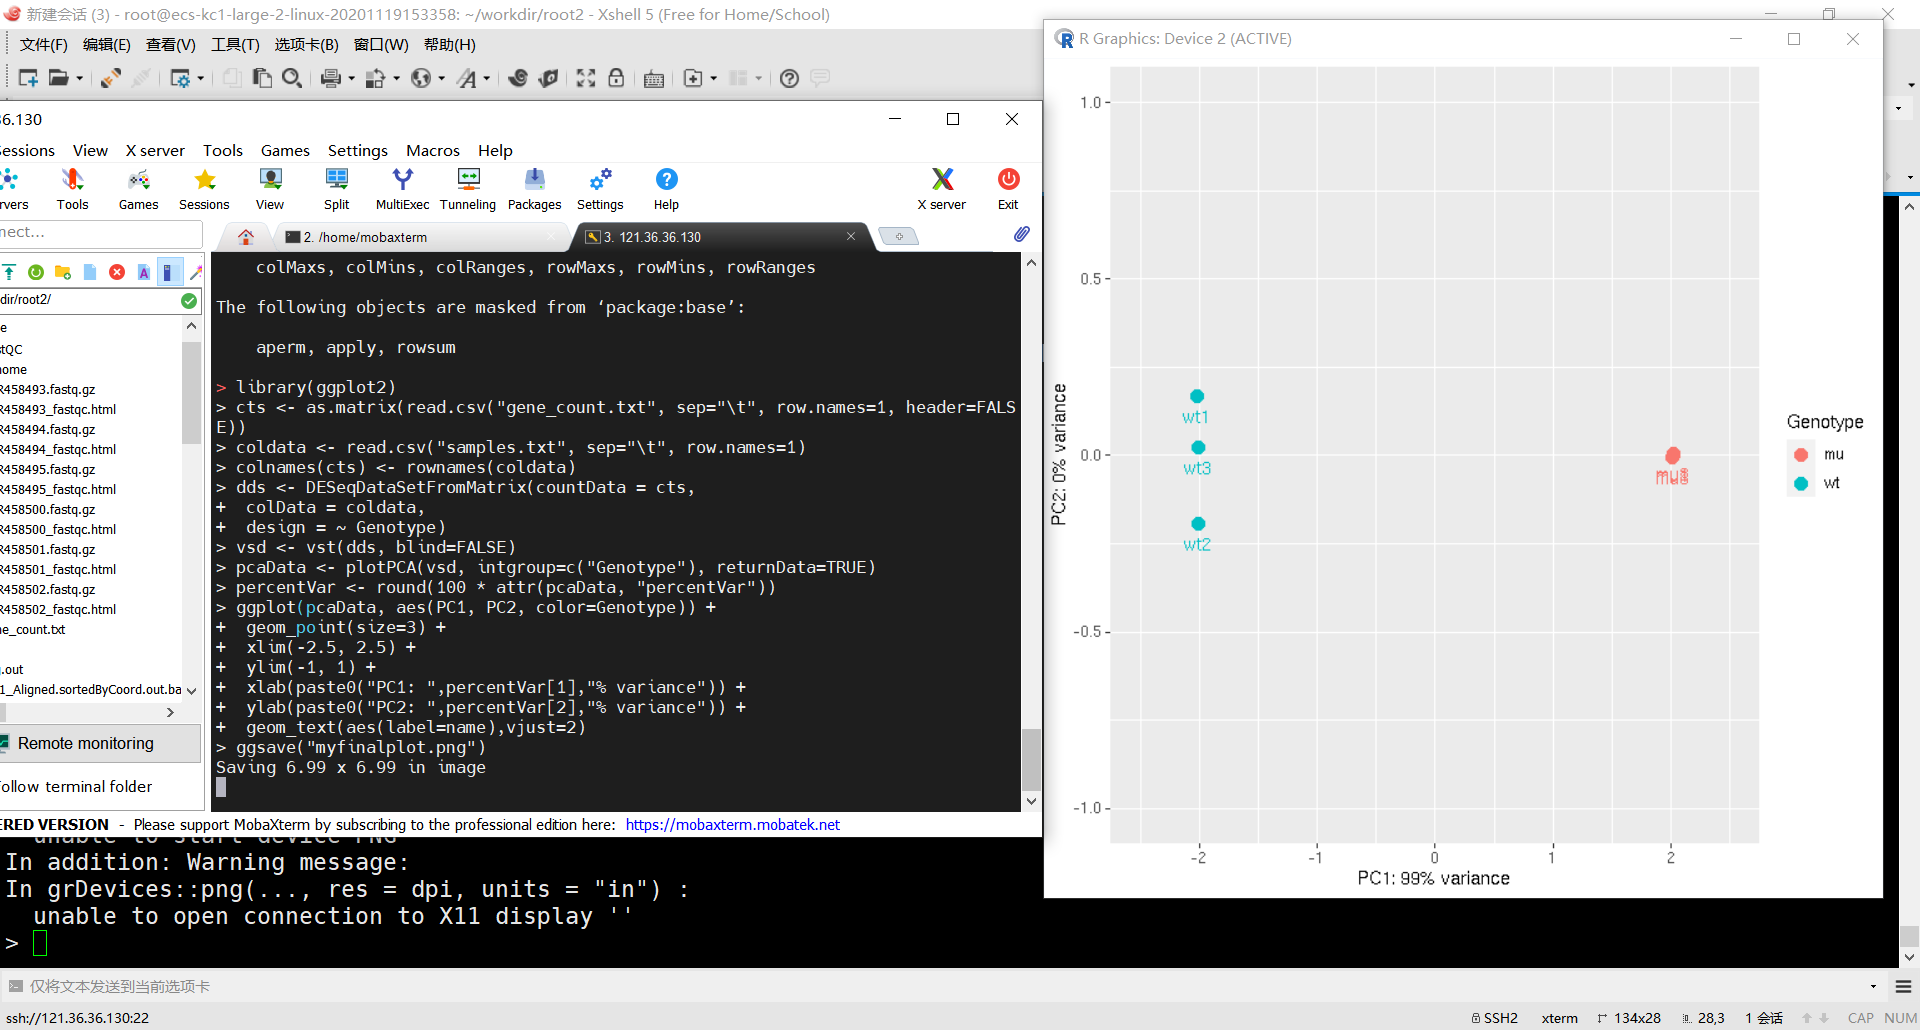 新建会话 (3) - root@ecs-kc1-large-2-linux-20201119153358: ~/workdir/root2 - Xshell 5 (Free for Home/School)
文件(F) 编辑(E) 查看(V) 工具(T) 选项卡(B) 窗口(W) 帮助(H)
36.130
Sessions View X server Tools Games Settings Macros Help
rvers Tools Games Sessions View Split MultiExec Tunneling Packages Settings Help X server Exit
nect...
2. /home/mobaxterm
3. 121.36.36.130
dir/root2/
e
stQC
home
R458493.fastq.gz
R458493_fastqc.html
R458494.fastq.gz
R458494_fastqc.html
R458495.fastq.gz
R458495_fastqc.html
R458500.fastq.gz
R458500_fastqc.html
R458501.fastq.gz
R458501_fastqc.html
R458502.fastq.gz
R458502_fastqc.html
ne_count.txt
.out
1_Aligned.sortedByCoord.out.ba
Remote monitoring
ollow terminal folder
colMaxs, colMins, colRanges, rowMaxs, rowMins, rowRanges
The following objects are masked from ‘package:base’:
aperm, apply, rowsum
> library(ggplot2)
> cts <- as.matrix(read.csv("gene_count.txt", sep="\t", row.names=1, header=FALS
E))
> coldata <- read.csv("samples.txt", sep="\t", row.names=1)
> colnames(cts) <- rownames(coldata)
> dds <- DESeqDataSetFromMatrix(countData = cts,
+ colData = coldata,
+ design = ~ Genotype)
> vsd <- vst(dds, blind=FALSE)
> pcaData <- plotPCA(vsd, intgroup=c("Genotype"), returnData=TRUE)
> percentVar <- round(100 * attr(pcaData, "percentVar"))
> ggplot(pcaData, aes(PC1, PC2, color=Genotype)) +
+ geom_point(size=3) +
+ xlim(-2.5, 2.5) +
+ ylim(-1, 1) +
+ xlab(paste0("PC1: ",percentVar[1],"% variance")) +
+ ylab(paste0("PC2: ",percentVar[2],"% variance")) +
+ geom_text(aes(label=name),vjust=2)
> ggsave("myfinalplot.png")
Saving 6.99 x 6.99 in image
ERED VERSION - Please support MobaXterm by subscribing to the professional edition here: https://mobaxterm.mobatek.net
unable to start device PNG
In addition: Warning message:
In grDevices::png(..., res = dpi, units = "in") :
unable to open connection to X11 display ''
>
R Graphics: Device 2 (ACTIVE)
1.0
0.5
0.0
-0.5
-1.0
PC2: 0% variance
wt1
wt3
wt2
Genotype
mu
wt
-2 -1 0 1 2
PC1: 99% variance
仅将文本发送到当前选项卡
ssh://121.36.36.130:22 SSH2 xterm 134x28 28,3 1 会话 CAP NUM